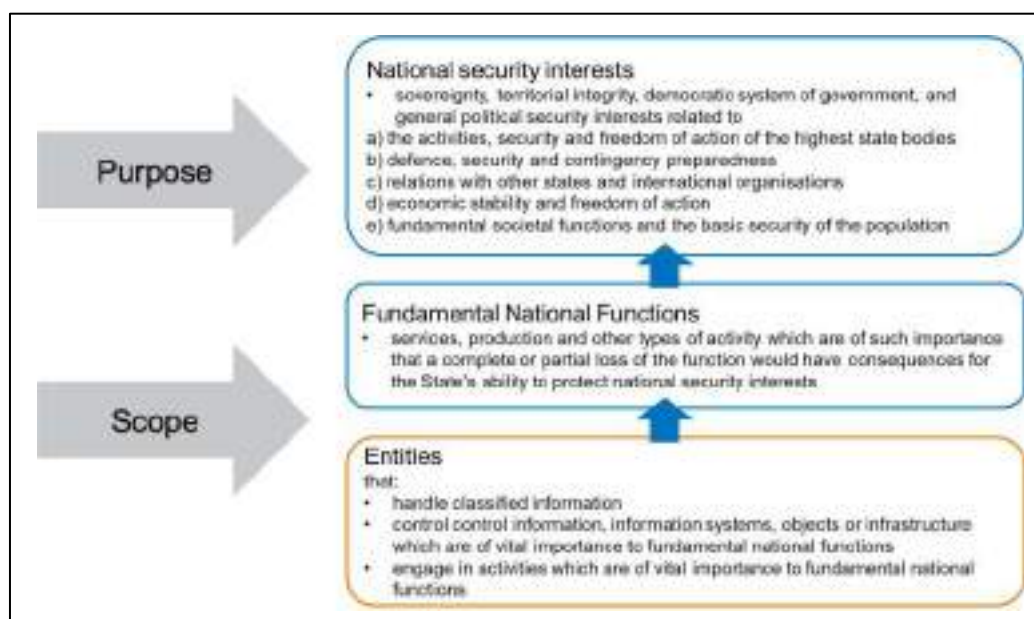 Purpose
National security interests
• sovereignty, territorial integrity, democratic system of government, and
general political security interests related to
a) the activities, security and freedom of action of the highest state bodies
b) defence, security and contingency preparedness
c) relations with other states and international organisations
d) economic stability and freedom of action
e) fundamental societal functions and the basic security of the population
Fundamental National Functions
• services, production and other types of activity which are of such importance
that a complete or partial loss of the function would have consequences for
the State's ability to protect national security interests
Scope
Entities
that:
• handle classified information
• control control information, information systems, objects or infrastructure
which are of vital importance to fundamental national functions
• engage in activities which are of vital importance to fundamental national
functions